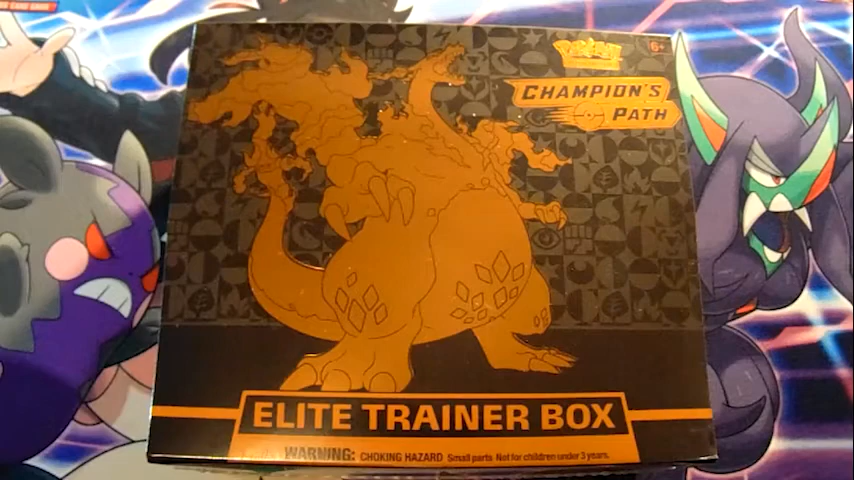 Pokémon
6+
CHAMPION'S
PATH
ELITE TRAINER BOX
WARNING: CHOKING HAZARD Small parts Not for children under 3 years.